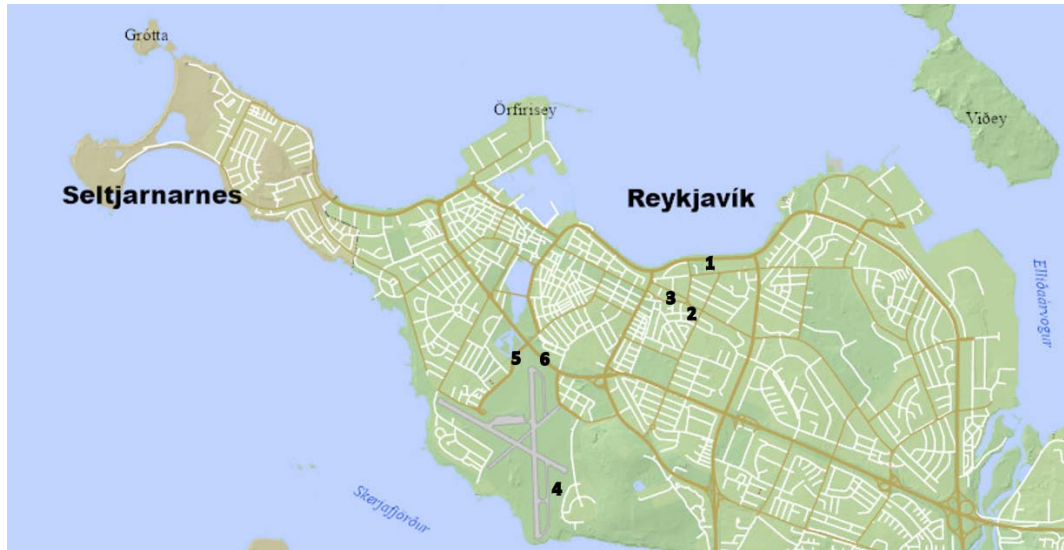 Grótta
Örfirisey
Viðey
Seltjarnarnes
Reykjavík
Elliðaárvogur
1
3
2
5
6
4
Skerjafjörður